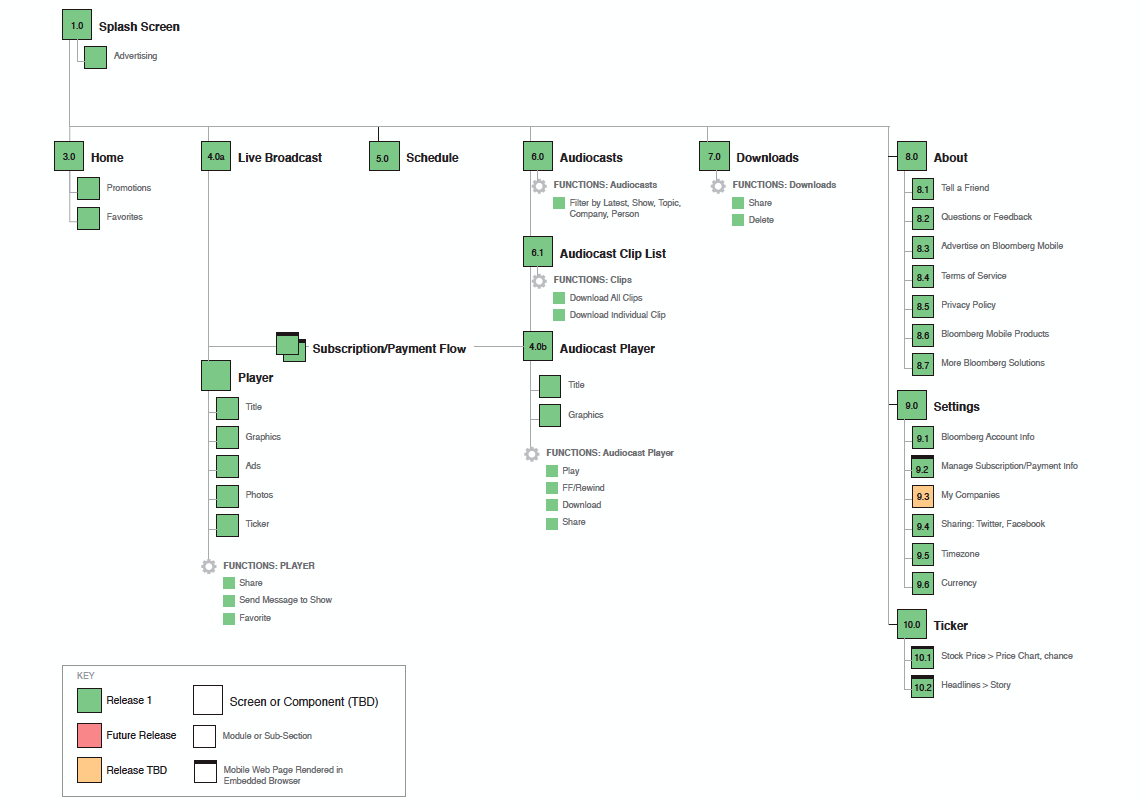 1.0 Splash Screen
Advertising
3.0 Home
Promotions
Favorites
4.0a Live Broadcast
5.0 Schedule
6.0 Audiocasts
FUNCTIONS: Audiocasts
Filter by Latest, Show, Topic,
Company, Person
6.1 Audiocast Clip List
FUNCTIONS: Clips
Download All Clips
Download Individual Clip
Subscription/Payment Flow
4.0b Audiocast Player
Title
Graphics
FUNCTIONS: Audiocast Player
Play
FF/Rewind
Download
Share
Player
Title
Graphics
Ads
Photos
Ticker
FUNCTIONS: PLAYER
Share
Send Message to Show
Favorite
7.0 Downloads
FUNCTIONS: Downloads
Share
Delete
8.0 About
8.1 Tell a Friend
8.2 Questions or Feedback
8.3 Advertise on Bloomberg Mobile
8.4 Terms of Service
8.5 Privacy Policy
8.6 Bloomberg Mobile Products
8.7 More Bloomberg Solutions
9.0 Settings
9.1 Bloomberg Account Info
9.2 Manage Subscription/Payment Info
9.3 My Companies
9.4 Sharing: Twitter, Facebook
9.5 Timezone
9.6 Currency
10.0 Ticker
10.1 Stock Price > Price Chart, chance
10.2 Headlines > Story
KEY
Release 1
Future Release
Release TBD
Screen or Component (TBD)
Module or Sub-Section
Mobile Web Page Rendered in
Embedded Browser